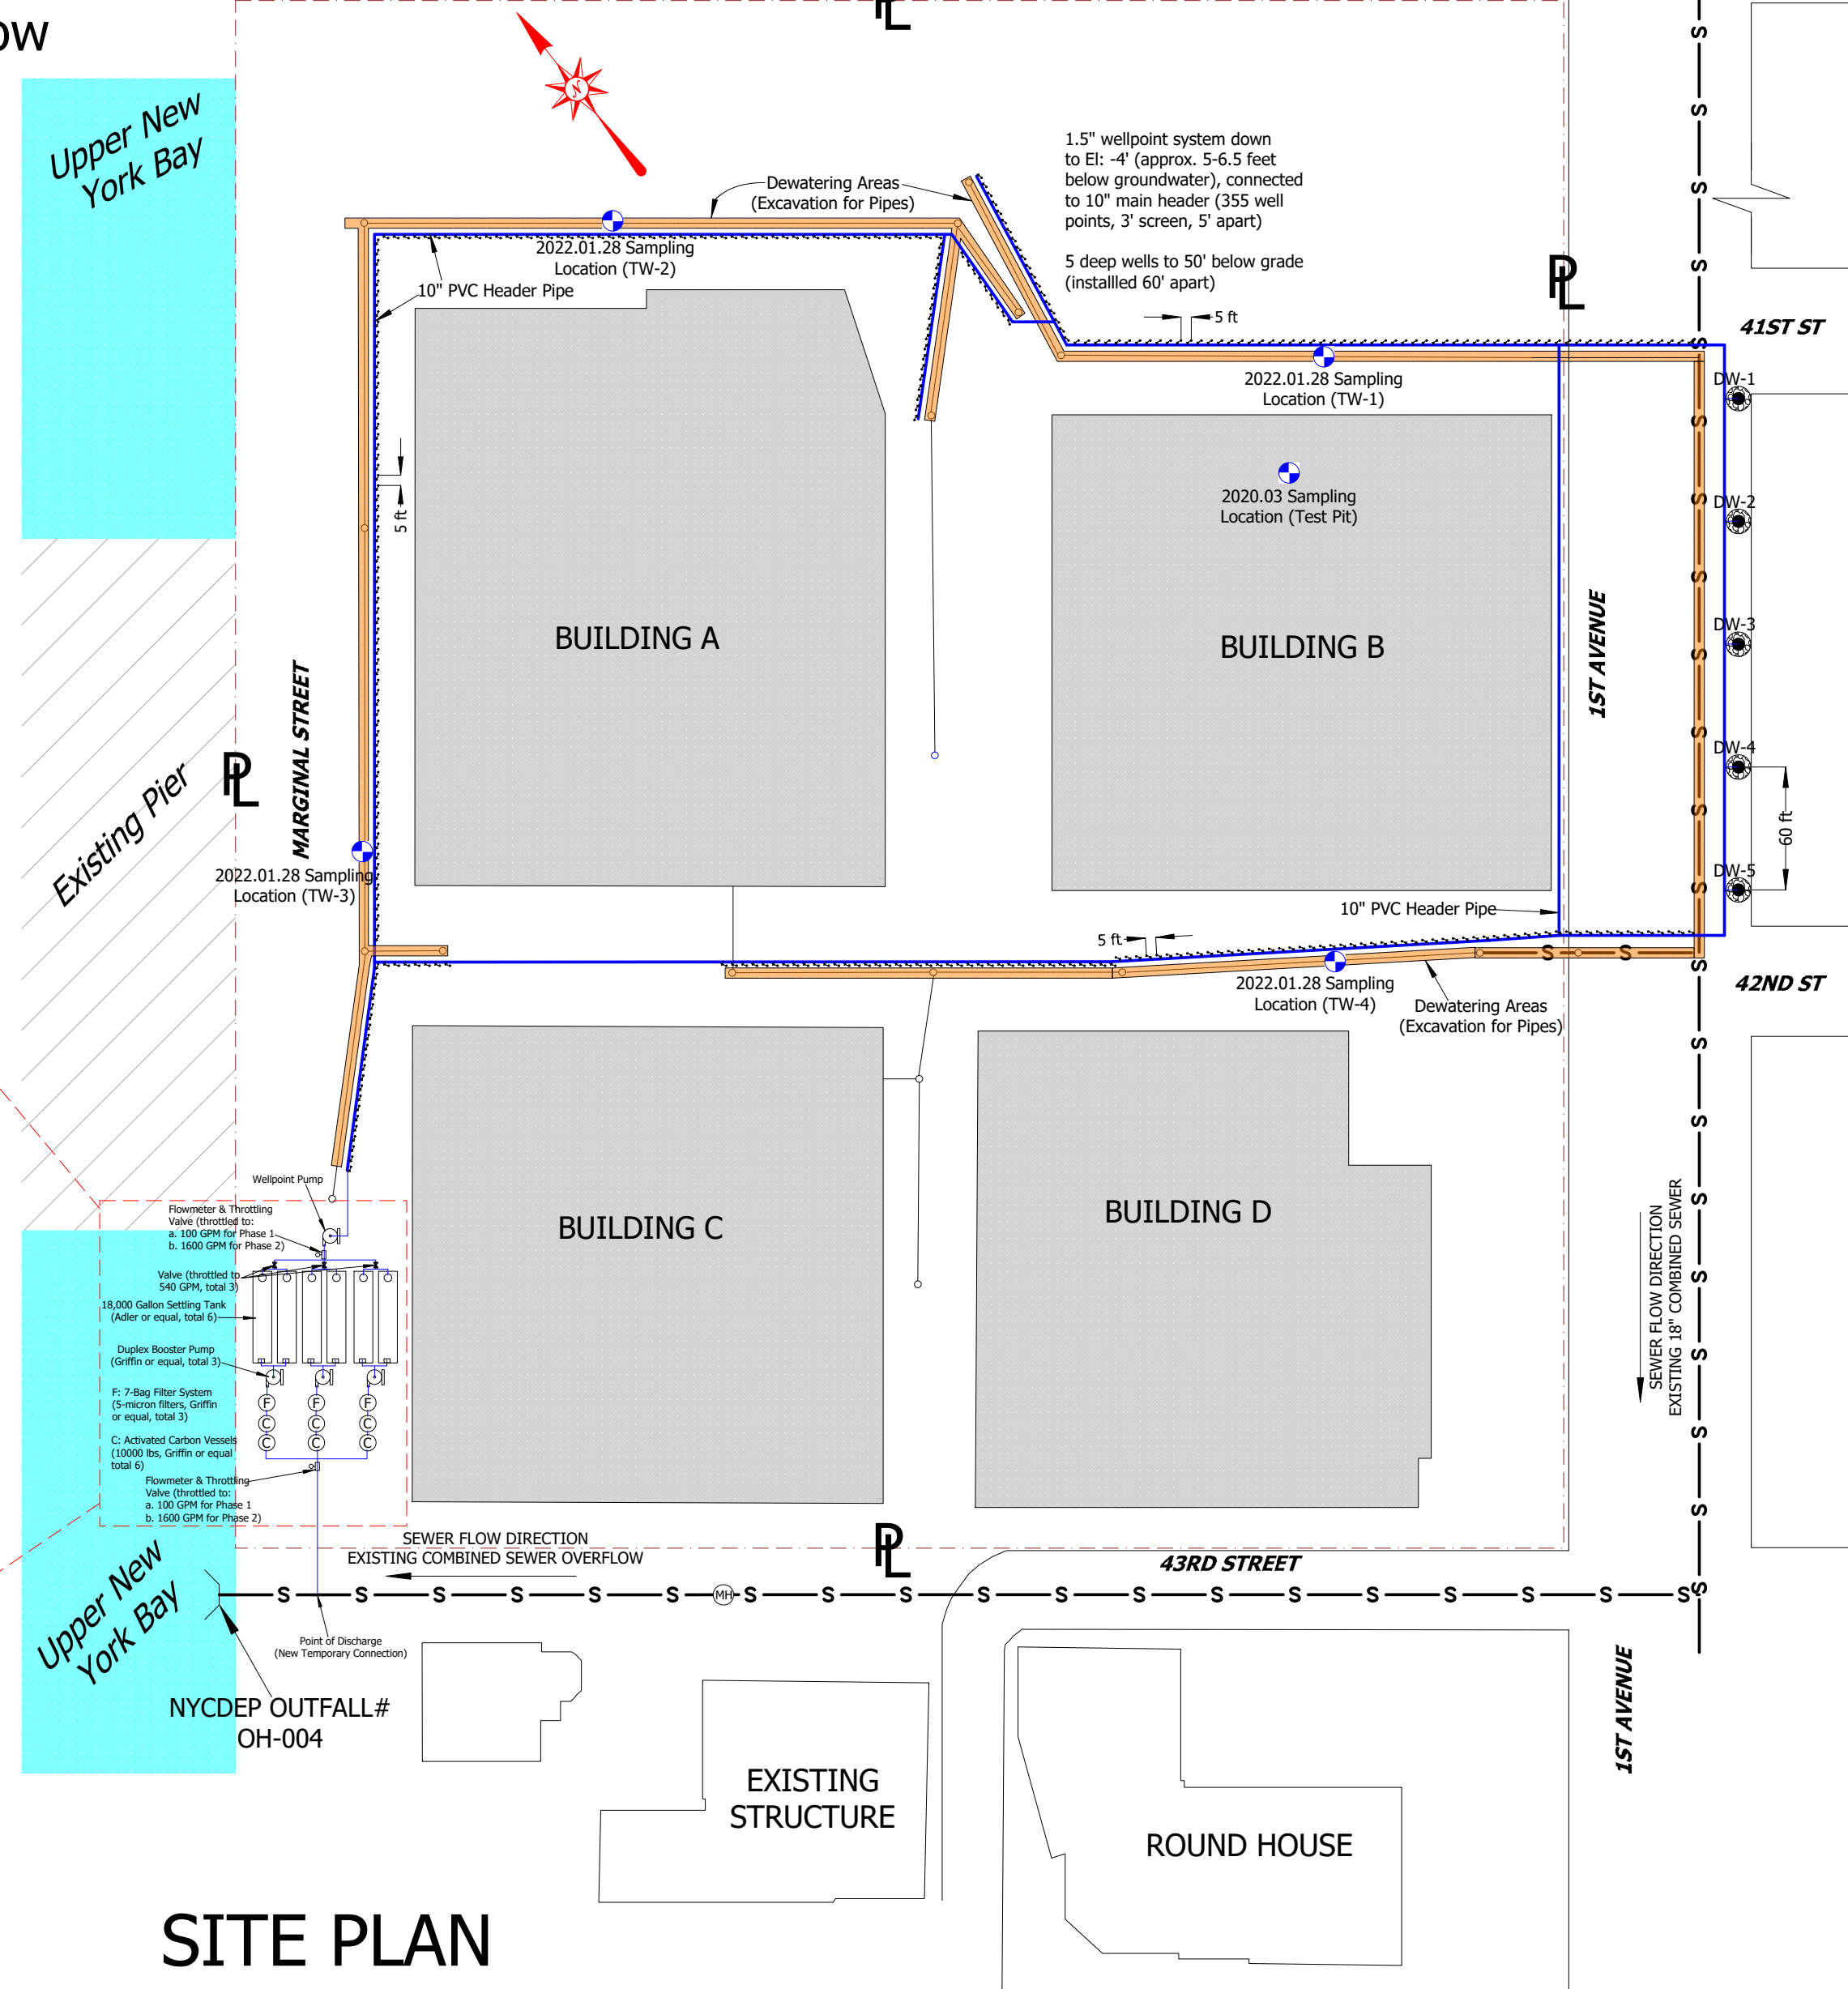 OW
PL
Upper New
York Bay
N
1.5" wellpoint system down
to El: -4' (approx. 5-6.5 feet
below groundwater), connected
to 10" main header (355 well
points, 3' screen, 5' apart)
5 deep wells to 50' below grade
(installled 60' apart)
Dewatering Areas
(Excavation for Pipes)
2022.01.28 Sampling
Location (TW-2)
10" PVC Header Pipe
PL
5 ft
41ST ST
2022.01.28 Sampling
Location (TW-1)
DW-1
5 ft
2020.03 Sampling
Location (Test Pit)
DW-2
BUILDING A
BUILDING B
1ST AVENUE
DW-3
MARGINAL STREET
PL
Existing Pier
DW-4
60 ft
2022.01.28 Sampling
Location (TW-3)
DW-5
10" PVC Header Pipe
5 ft
2022.01.28 Sampling
Location (TW-4)
42ND ST
Dewatering Areas
(Excavation for Pipes)
Wellpoint Pump
Flowmeter & Throttling
Valve (throttled to:
a. 100 GPM for Phase 1
b. 1600 GPM for Phase 2)
BUILDING C
BUILDING D
SEWER FLOW DIRECTION
EXISTING 18" COMBINED SEWER
Valve (throttled to
540 GPM, total 3)
18,000 Gallon Settling Tank
(Adler or equal, total 6)
Duplex Booster Pump
(Griffin or equal, total 3)
F: 7-Bag Filter System
(5-micron filters, Griffin
or equal, total 3)
F F F
C C C
C C C
C: Activated Carbon Vessels
(10000 lbs, Griffin or equal
total 6)
Flowmeter & Throttling
Valve (throttled to:
a. 100 GPM for Phase 1
b. 1600 GPM for Phase 2)
SEWER FLOW DIRECTION
EXISTING COMBINED SEWER OVERFLOW
PL
43RD STREET
S S S S S S MH S S S S S S S S S S S S S
Upper New
York Bay
Point of Discharge
(New Temporary Connection)
NYCDEP OUTFALL#
OH-004
1ST AVENUE
EXISTING
STRUCTURE
ROUND HOUSE
SITE PLAN